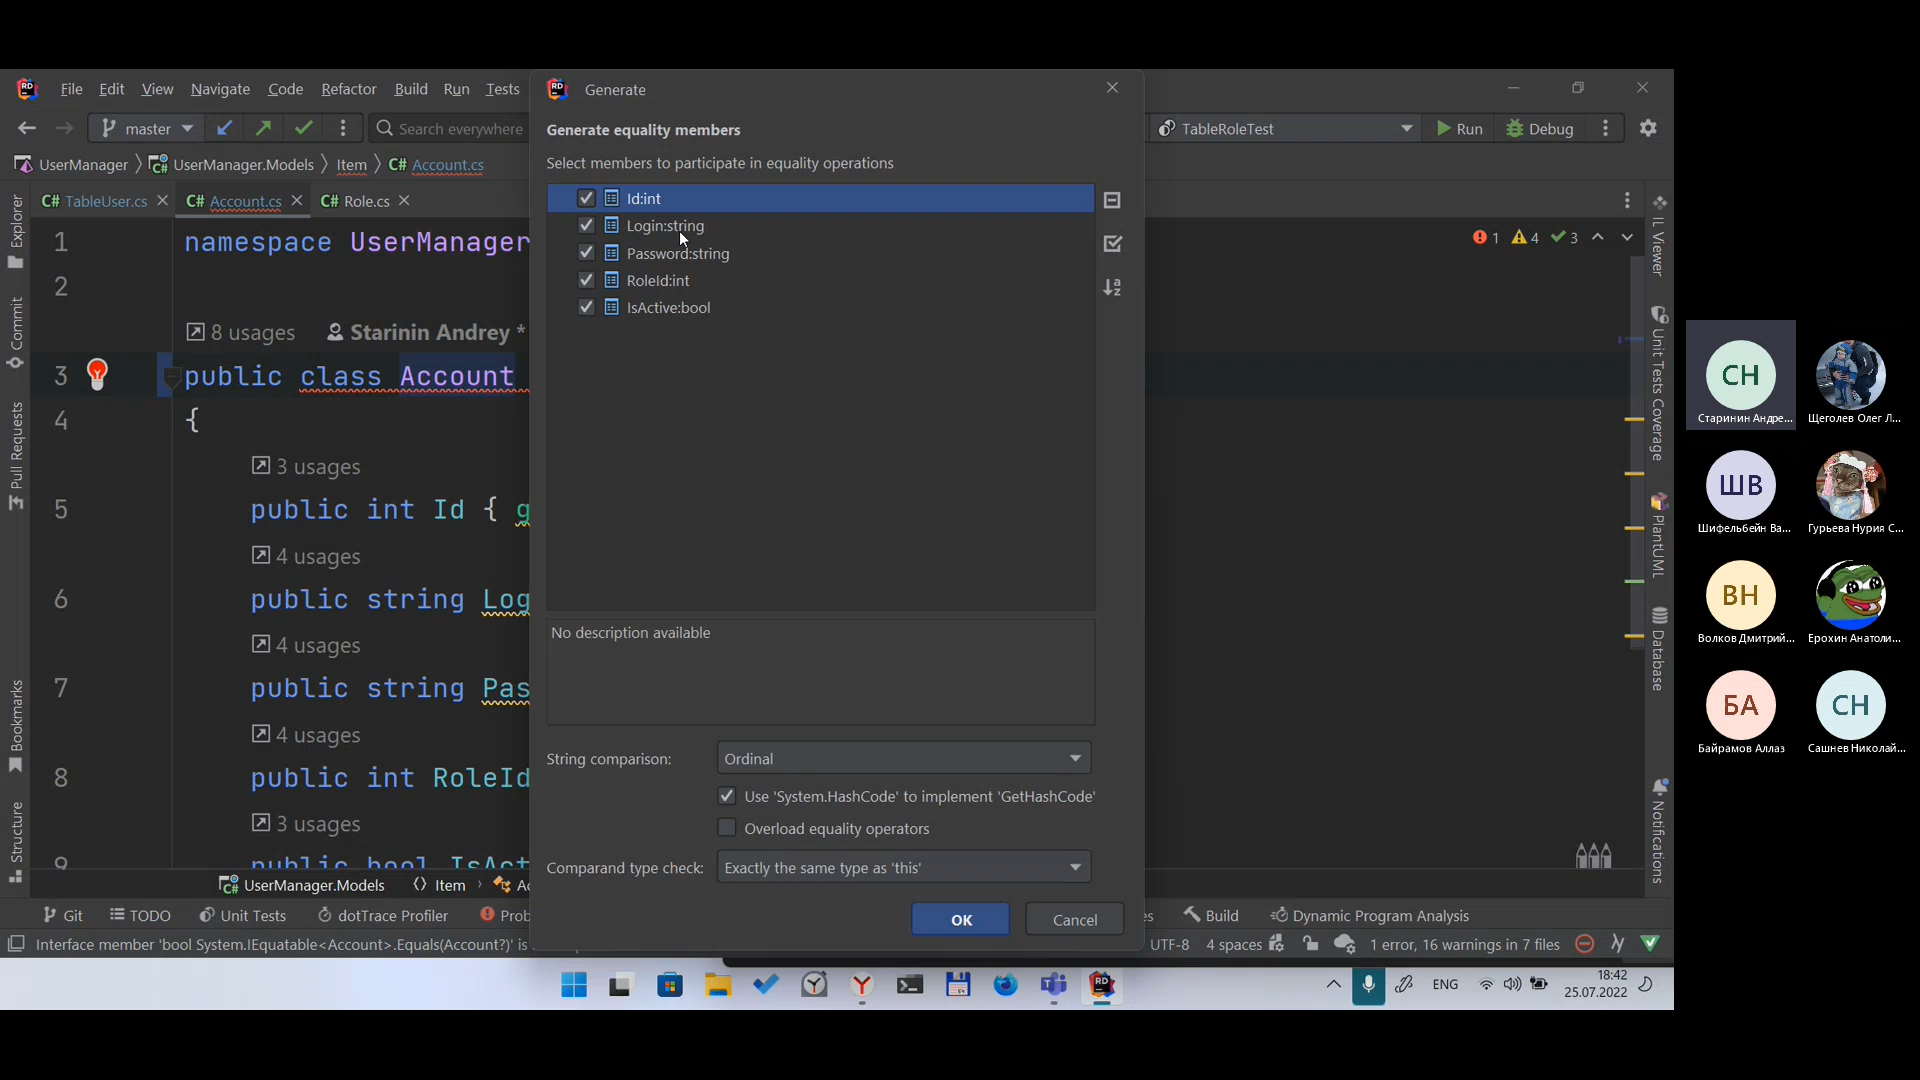 File Edit View Navigate Code Refactor Build Run Tests
Generate
master
Search everywhere
Generate equality members
TableRoleTest
Run
Debug
UserManager
UserManager.Models
Item
C# Account.cs
Select members to participate in equality operations
C# TableUser.cs
C# Account.cs
C# Role.cs
Id:int
Login:string
Password:string
RoleId:int
IsActive:bool
1 namespace UserManager
1 4 3
2
8 usages Starinin Andrey *
3 public class Account
4 {
3 usages
5 public int Id { g
4 usages
6 public string Log
4 usages
7 public string Pas
4 usages
8 public int RoleId
3 usages
9 public bool IsAct
No description available
String comparison: Ordinal
Use 'System.HashCode' to implement 'GetHashCode'
Overload equality operators
Comparand type check: Exactly the same type as 'this'
OK
Cancel
UserManager.Models
Item
Git
TODO
Unit Tests
dotTrace Profiler
Build
Dynamic Program Analysis
Interface member 'bool System.IEquatable<Account>.Equals(Account?)' is
UTF-8
4 spaces
1 error, 16 warnings in 7 files
Explorer
Commit
Pull Requests
Bookmarks
Structure
IL Viewer
Unit Tests Coverage
PlantUML
Database
Notifications
ENG
18:42
25.07.2022
СН
Старинин Андре...
Щеголев Олег Л...
ШВ
Шифельбейн Ва...
Гурьева Нурия С...
ВН
Волков Дмитрий...
Ерохин Анатоли...
БА
Байрамов Аллаз
СН
Сашнев Николай...